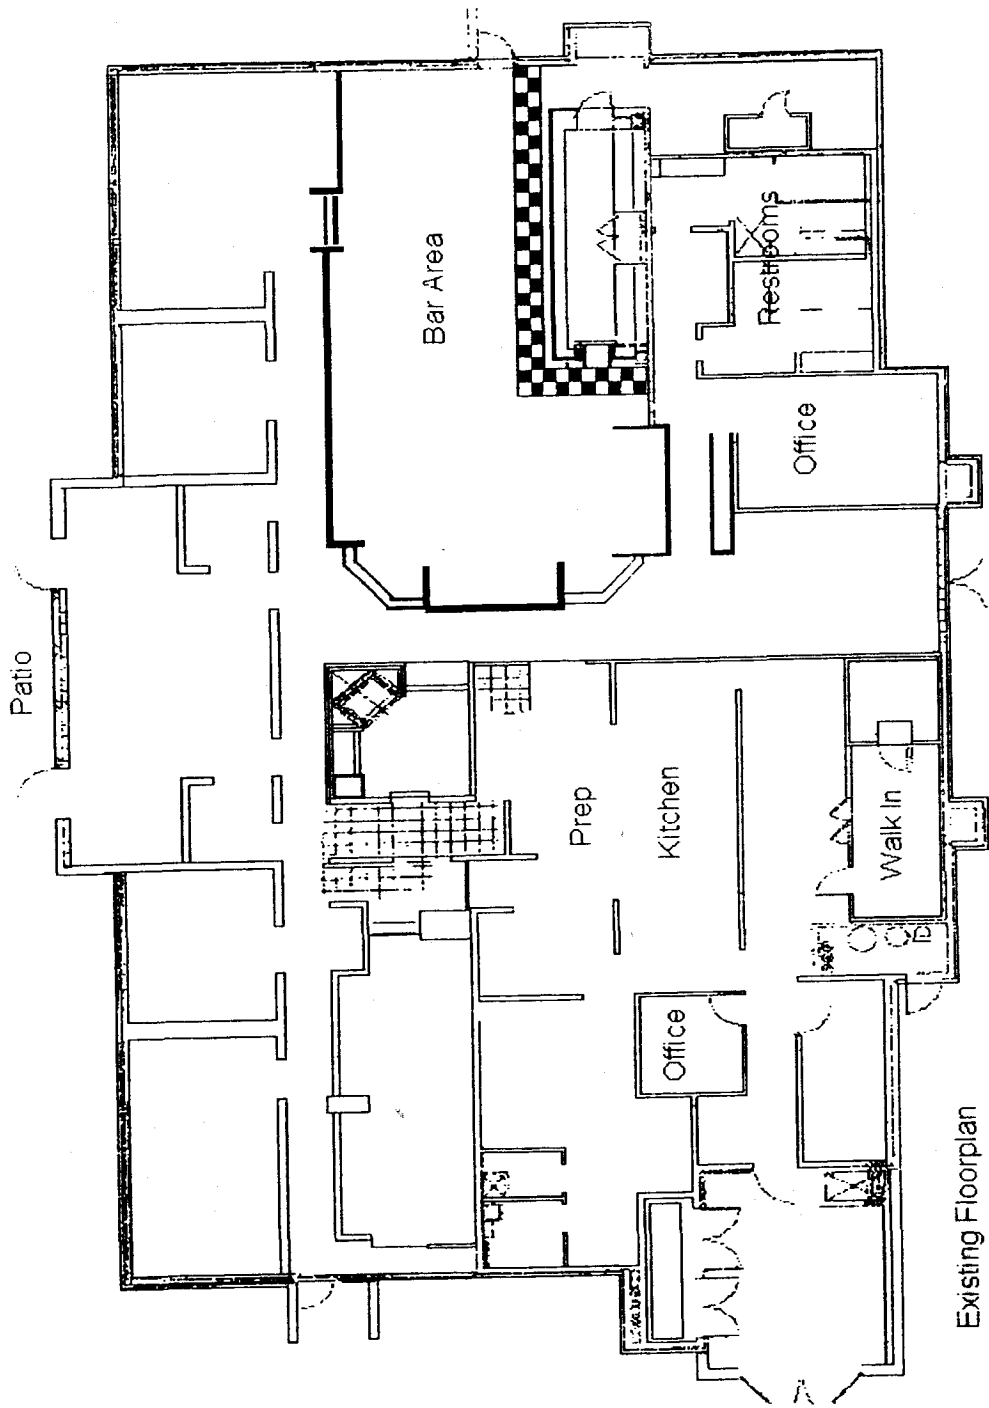 Patio
Bar Area
Restrooms
Office
Prep
Kitchen
Walk In
Office
Existing Floorplan